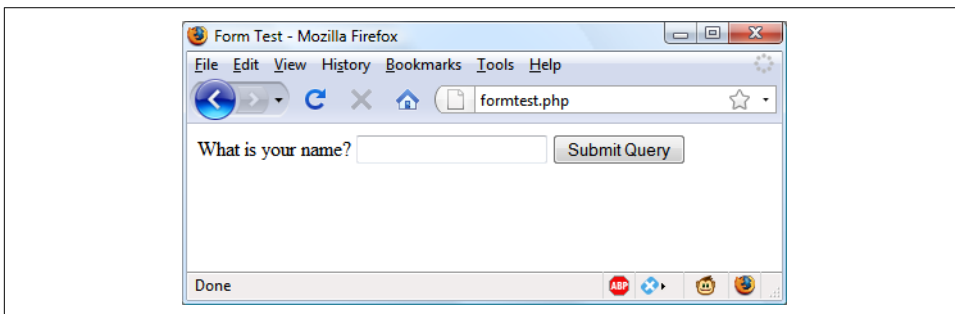 Form Test - Mozilla Firefox
File Edit View History Bookmarks Tools Help
formtest.php
What is your name? Submit Query
Done ABP